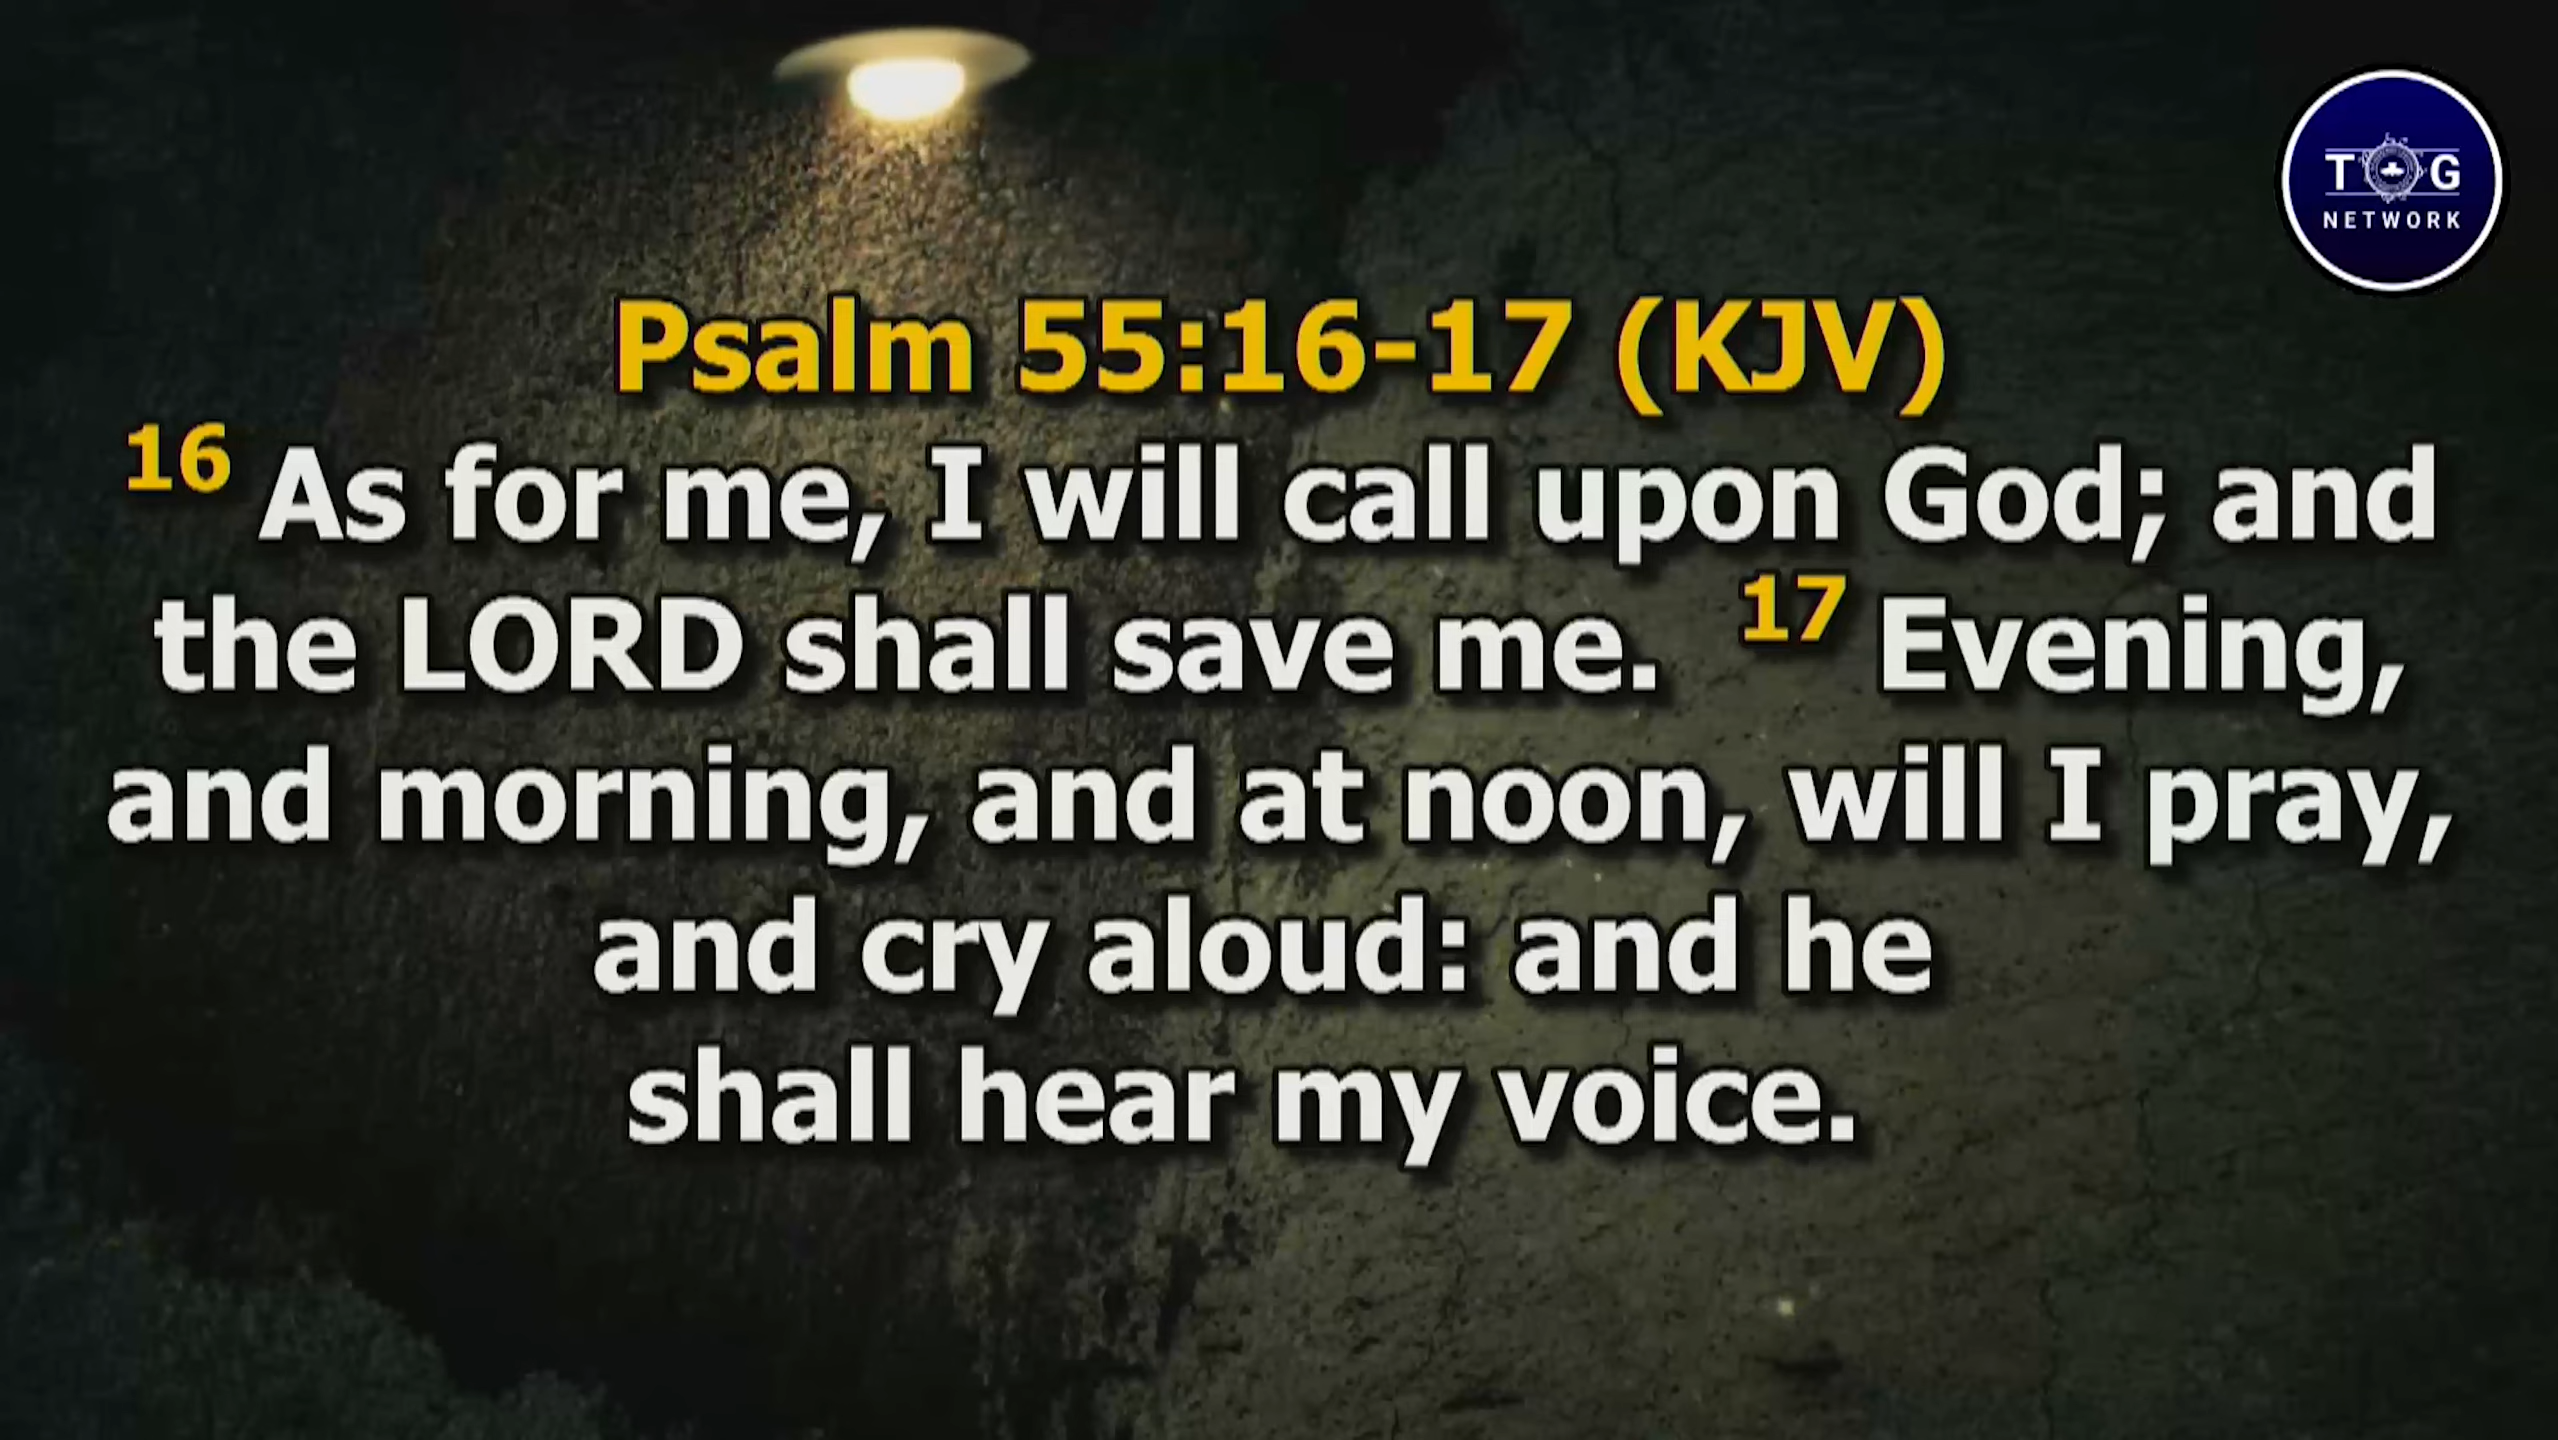 TOG
NETWORK
Psalm 55:16-17 (KJV)
16 As for me, I will call upon God; and
the LORD shall save me. 17 Evening,
and morning, and at noon, will I pray,
and cry aloud: and he
shall hear my voice.